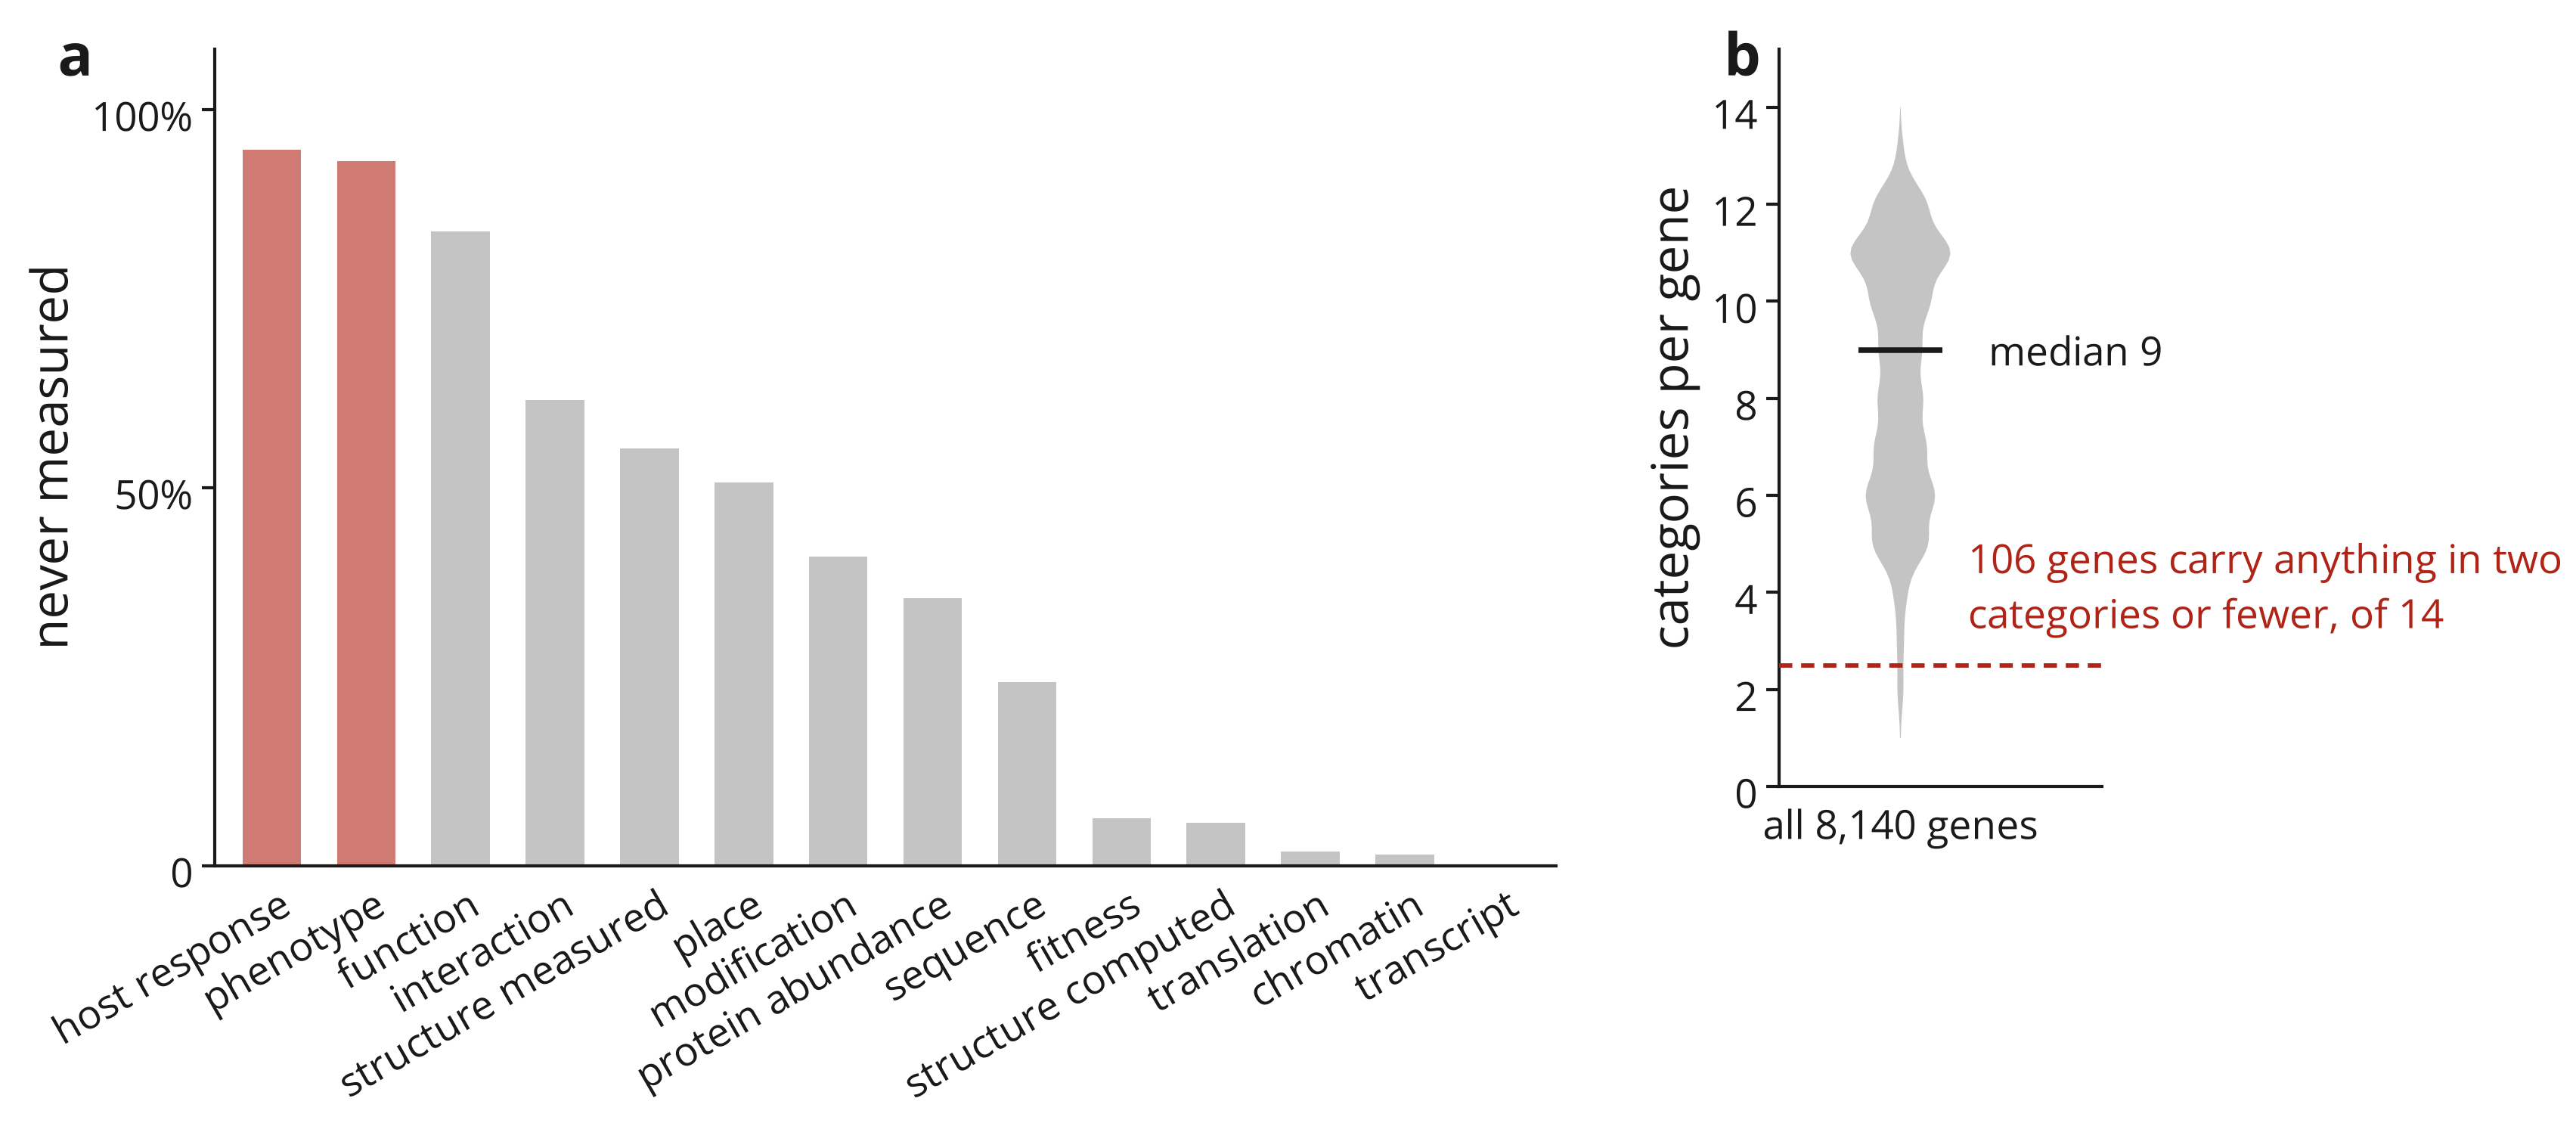 a
100%
50%
0
never measured
host response
phenotype
function
interaction
structure measured
place
modification
protein abundance
sequence
fitness
structure computed
translation
chromatin
transcript
b
14
12
10
8
6
4
2
0
categories per gene
median 9
106 genes carry anything in two
categories or fewer, of 14
all 8,140 genes